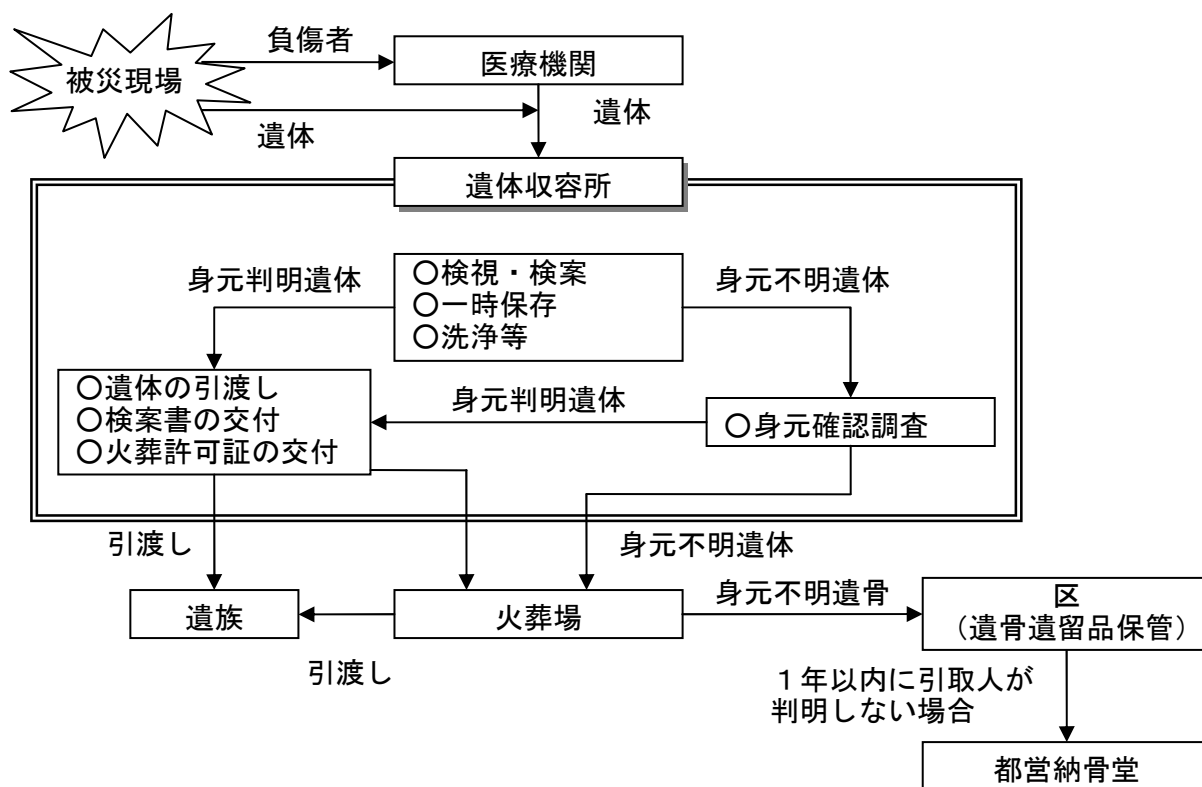 負傷者
被災現場
医療機関
遺体
遺体
遺体収容所
身元判明遺体
○検視・検案
○一時保存
○洗浄等
身元不明遺体
○遺体の引渡し
○検案書の交付
○火葬許可証の交付
身元判明遺体
○身元確認調査
引渡し
身元不明遺体
遺族
火葬場
身元不明遺骨
区
（遺骨遺留品保管）
引渡し
１年以内に引取人が
判明しない場合
都営納骨堂